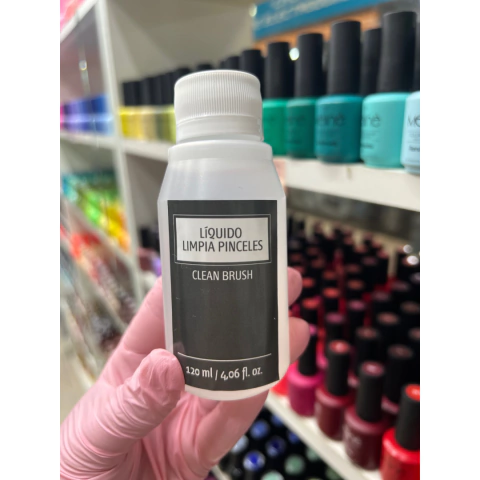 LÍQUIDO
LIMPIA PINCELES
CLEAN BRUSH
120 ml / 4,06 fl. oz.